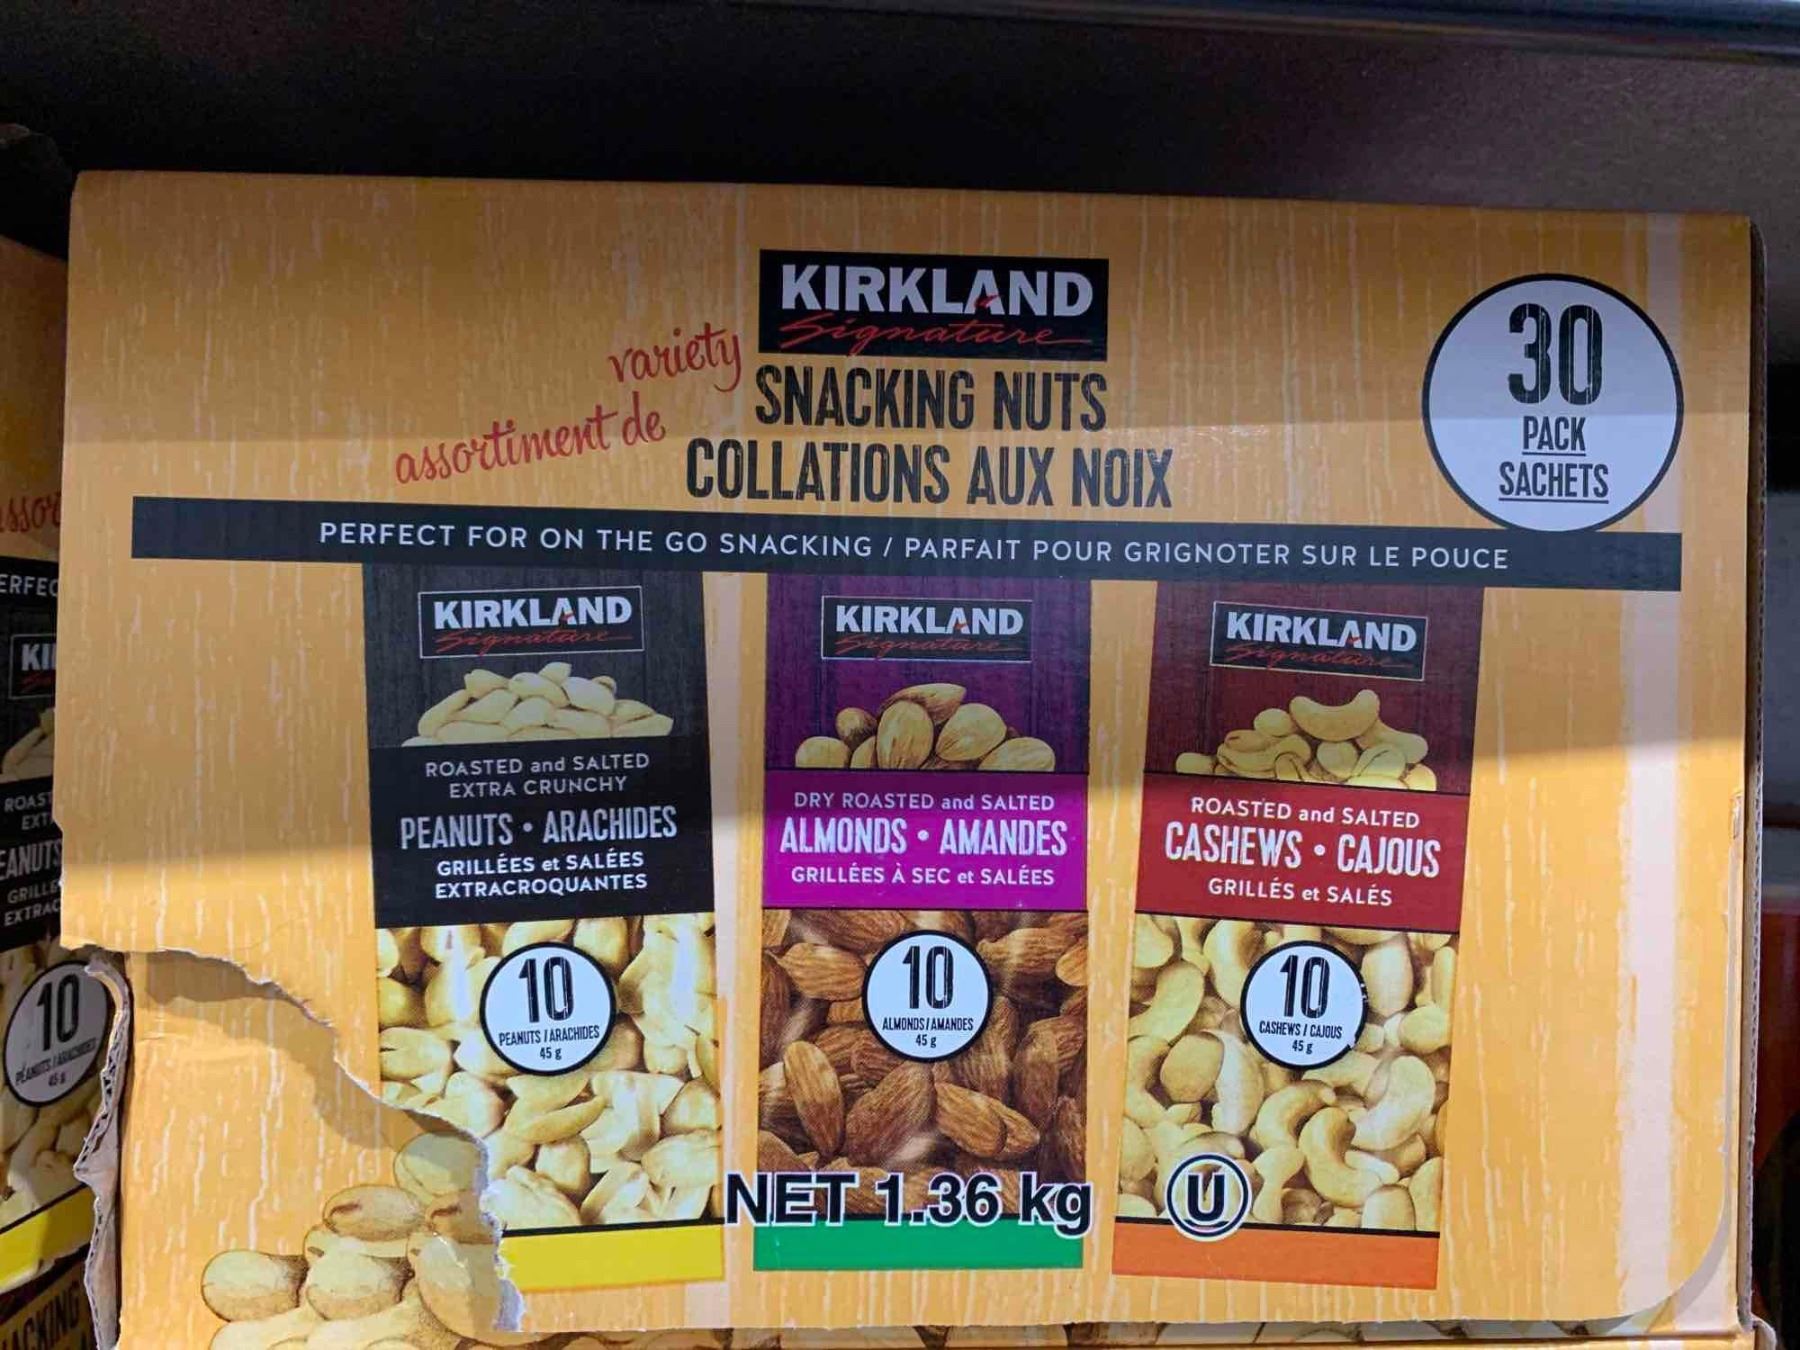 KIRKLAND
Signature
variety
SNACKING NUTS
assortiment de
COLLATIONS AUX NOIX
30
PACK
SACHETS
PERFECT FOR ON THE GO SNACKING / PARFAIT POUR GRIGNOTER SUR LE POUCE
KIRKLAND
Signature
ROASTED and SALTED
EXTRA CRUNCHY
PEANUTS • ARACHIDES
GRILLÉES et SALÉES
EXTRACROQUANTES
10
PEANUTS / ARACHIDES
45 g
KIRKLAND
Signature
DRY ROASTED and SALTED
ALMONDS • AMANDES
GRILLÉES À SEC et SALÉES
10
ALMONDS / AMANDES
45 g
KIRKLAND
Signature
ROASTED and SALTED
CASHEWS • CAJOUS
GRILLÉS et SALÉS
10
CASHEWS / CAJOUS
45 g
NET 1.36 kg
U
10
PEANUTS / ARACHIDES
45 g